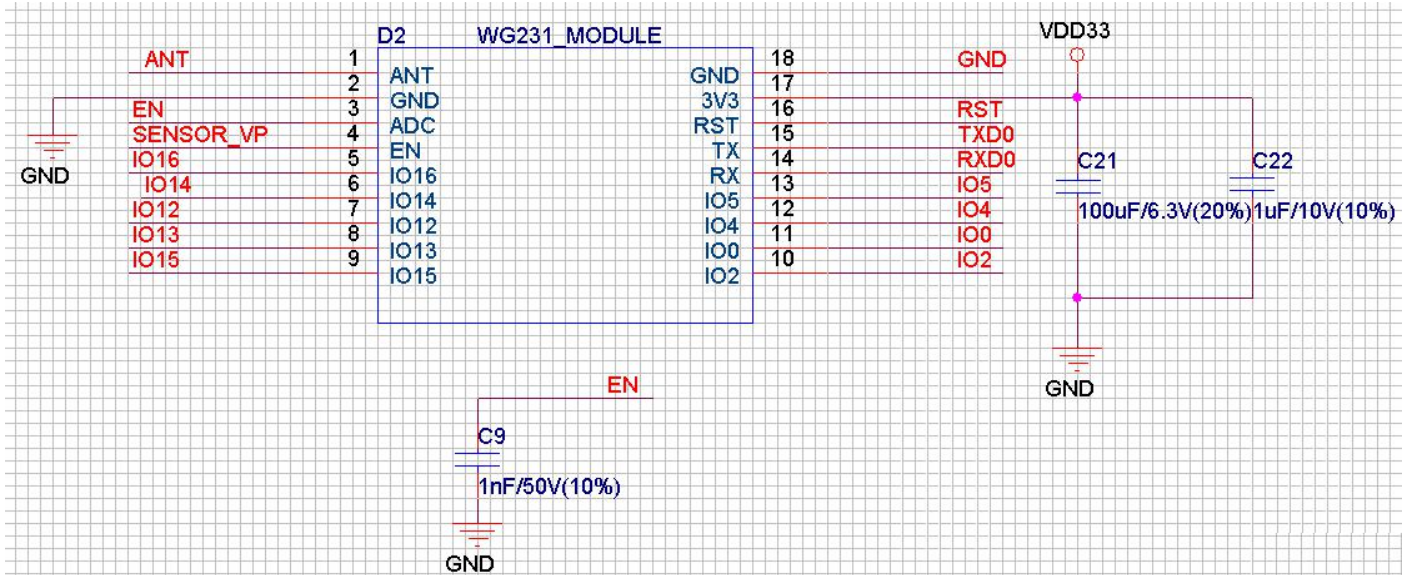 D2 WG231_MODULE
VDD33
ANT 1 ANT GND 18 GND
2 GND 3V3 17
EN 3 ADC RST 16 RST
SENSOR_VP 4 EN TX 15 TXD0
IO16 5 IO16 RX 14 RXD0
IO14 6 IO14 IO5 13 IO5
IO12 7 IO12 IO4 12 IO4
IO13 8 IO13 IO0 11 IO0
IO15 9 IO15 IO2 10 IO2
GND
C21 C22
100uF/6.3V(20%) 1uF/10V(10%)
GND
EN
C9
1nF/50V(10%)
GND